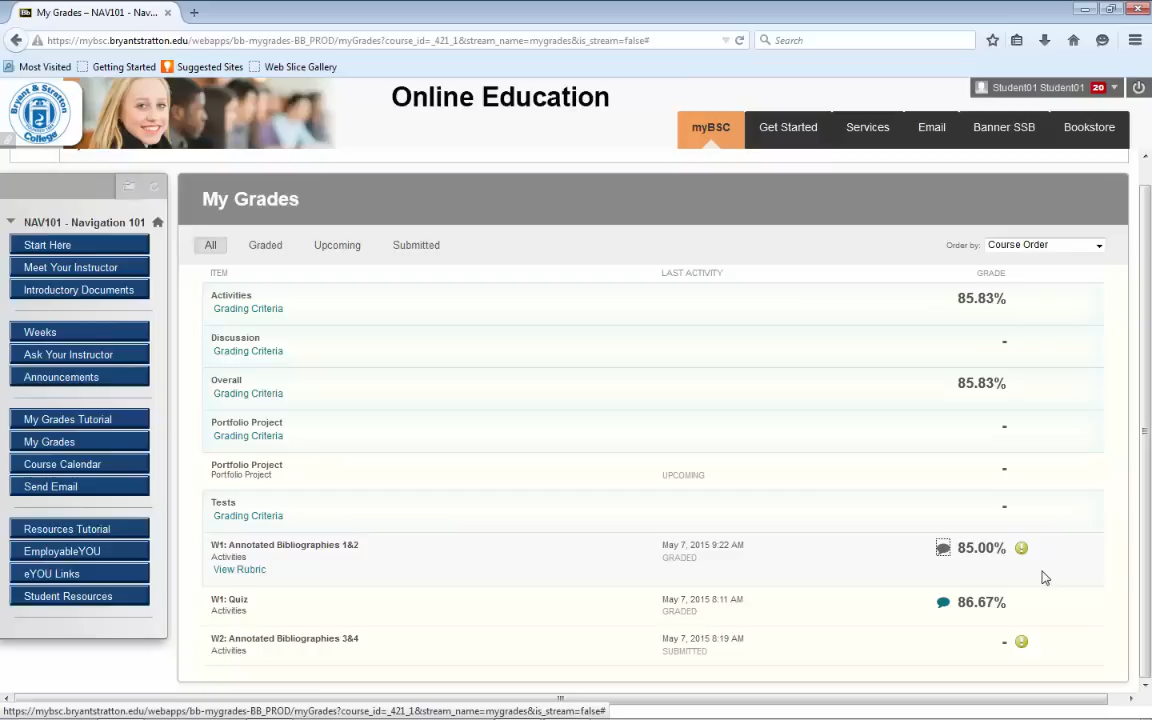 My Grades – NAV101 - Nav...
https://mybsc.bryantstratton.edu/webapps/bb-mygrades-BB_PROD/myGrades?course_id=_421_1&stream_name=mygrades&is_stream=false#
Search
Most Visited Getting Started Suggested Sites Web Slice Gallery
BRYANT & STRATTON
College
Online Education
Student01 Student01 20
myBSC Get Started Services Email Banner SSB Bookstore
NAV101 - Navigation 101
Start Here
Meet Your Instructor
Introductory Documents
Weeks
Ask Your Instructor
Announcements
My Grades Tutorial
My Grades
Course Calendar
Send Email
Resources Tutorial
EmployableYOU
eYOU Links
Student Resources
My Grades
All Graded Upcoming Submitted
Order by: Course Order
ITEM LAST ACTIVITY GRADE
Activities 85.83%
Grading Criteria
Discussion -
Grading Criteria
Overall 85.83%
Grading Criteria
Portfolio Project -
Grading Criteria
Portfolio Project -
Portfolio Project UPCOMING
Tests -
Grading Criteria
W1: Annotated Bibliographies 1&2 May 7, 2015 9:22 AM 85.00%
Activities GRADED
View Rubric
W1: Quiz May 7, 2015 8:11 AM 86.67%
Activities GRADED
W2: Annotated Bibliographies 3&4 May 7, 2015 8:19 AM -
Activities SUBMITTED
https://mybsc.bryantstratton.edu/webapps/bb-mygrades-BB_PROD/myGrades?course_id=_421_1&stream_name=mygrades&is_stream=false#